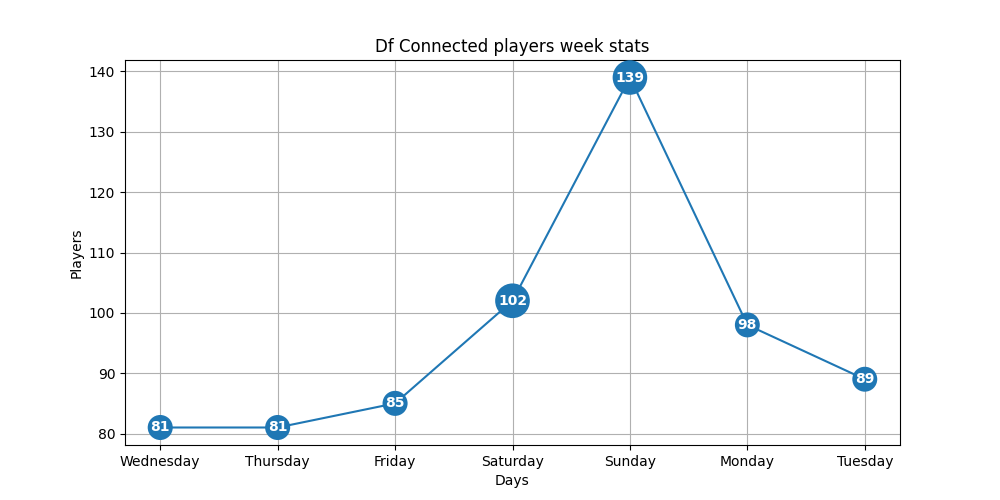 Df Connected players week stats
140
130
120
110
100
90
80
Players
139
102
98
89
85
81
81
Wednesday
Thursday
Friday
Saturday
Sunday
Monday
Tuesday
Days